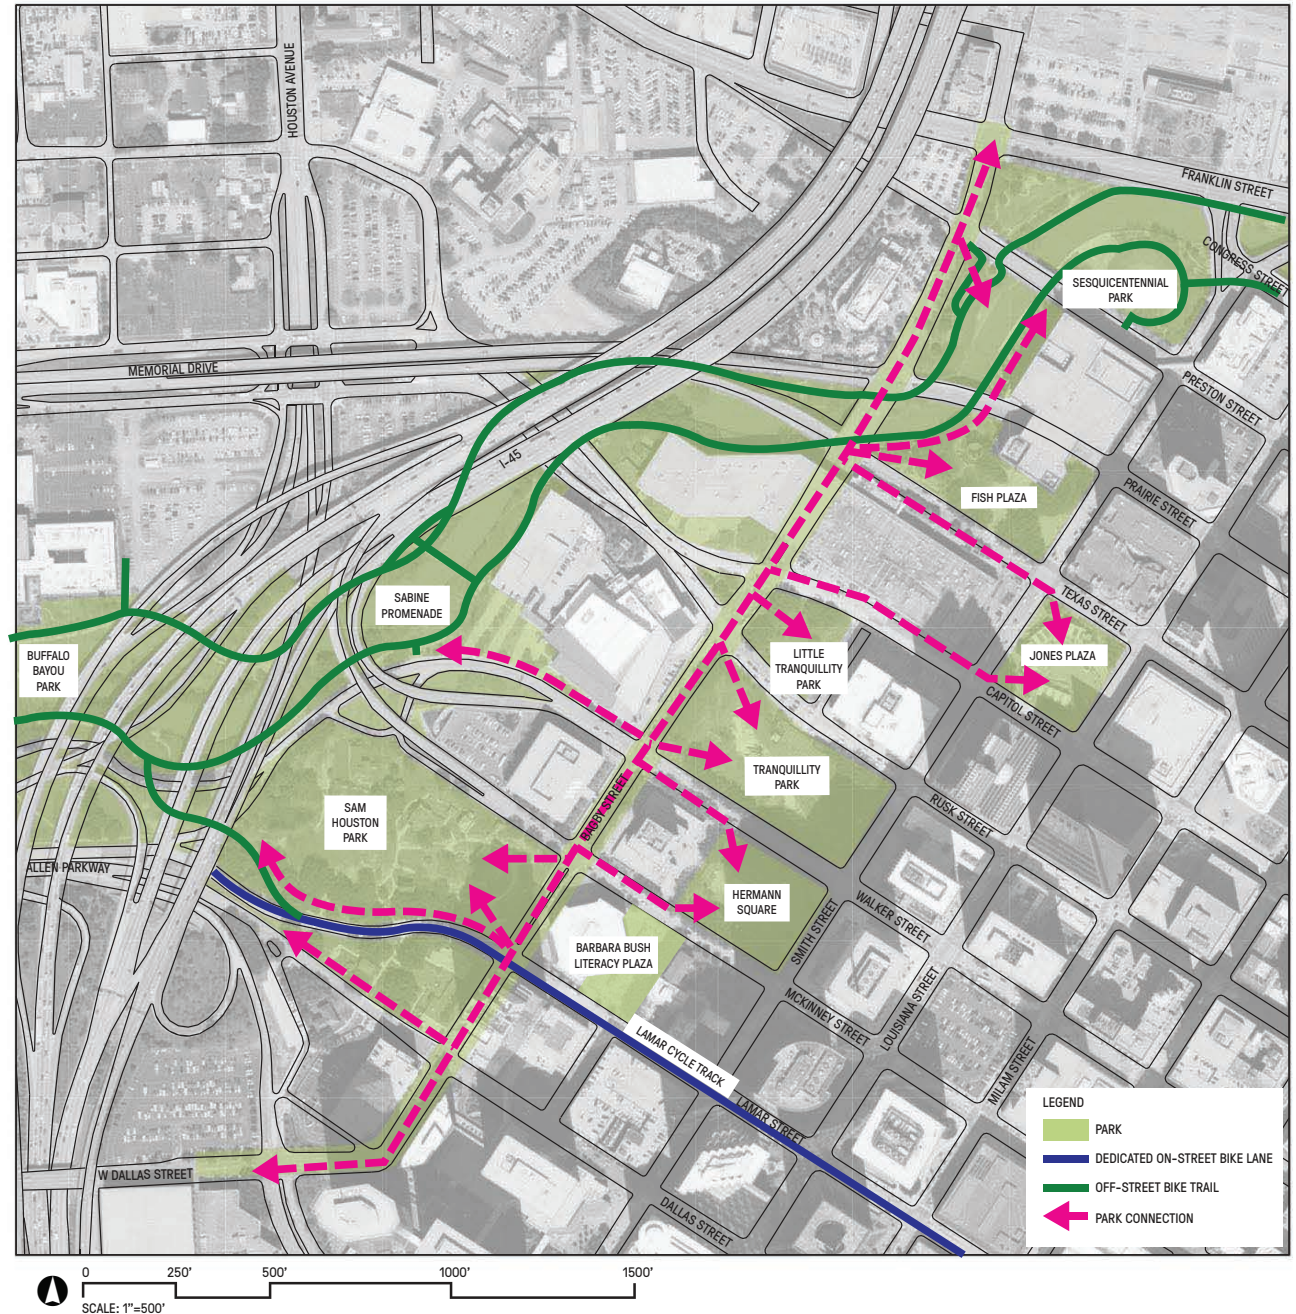 HOUSTON AVENUE
FRANKLIN STREET
CONGRESS STREET
SESQUICENTENNIAL
PARK
MEMORIAL DRIVE
PRESTON STREET
I-45
FISH PLAZA
PRAIRIE STREET
SABINE
PROMENADE
TEXAS STREET
BUFFALO
BAYOU
PARK
LITTLE
TRANQUILLITY
PARK
JONES PLAZA
CAPITOL STREET
TRANQUILLITY
PARK
BAGBY STREET
SAM
HOUSTON
PARK
RUSK STREET
ALLEN PARKWAY
HERMANN
SQUARE
WALKER STREET
SMITH STREET
BARBARA BUSH
LITERACY PLAZA
MCKINNEY STREET
LOUISIANA STREET
LAMAR CYCLE TRACK
MILAM STREET
LAMAR STREET
W DALLAS STREET
DALLAS STREET
LEGEND
PARK
DEDICATED ON-STREET BIKE LANE
OFF-STREET BIKE TRAIL
PARK CONNECTION
0 250' 500' 1000' 1500'
SCALE: 1"=500'